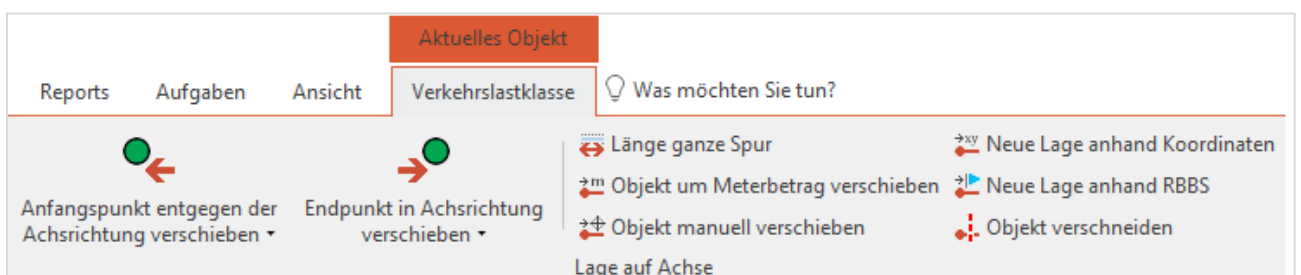 Aktuelles Objekt
Reports Aufgaben Ansicht Verkehrslastklasse Was möchten Sie tun?
Anfangspunkt entgegen der
Achsrichtung verschieben
Endpunkt in Achsrichtung
verschieben
Länge ganze Spur
m Objekt um Meterbetrag verschieben
Objekt manuell verschieben
xy Neue Lage anhand Koordinaten
Neue Lage anhand RBBS
Objekt verschneiden
Lage auf Achse